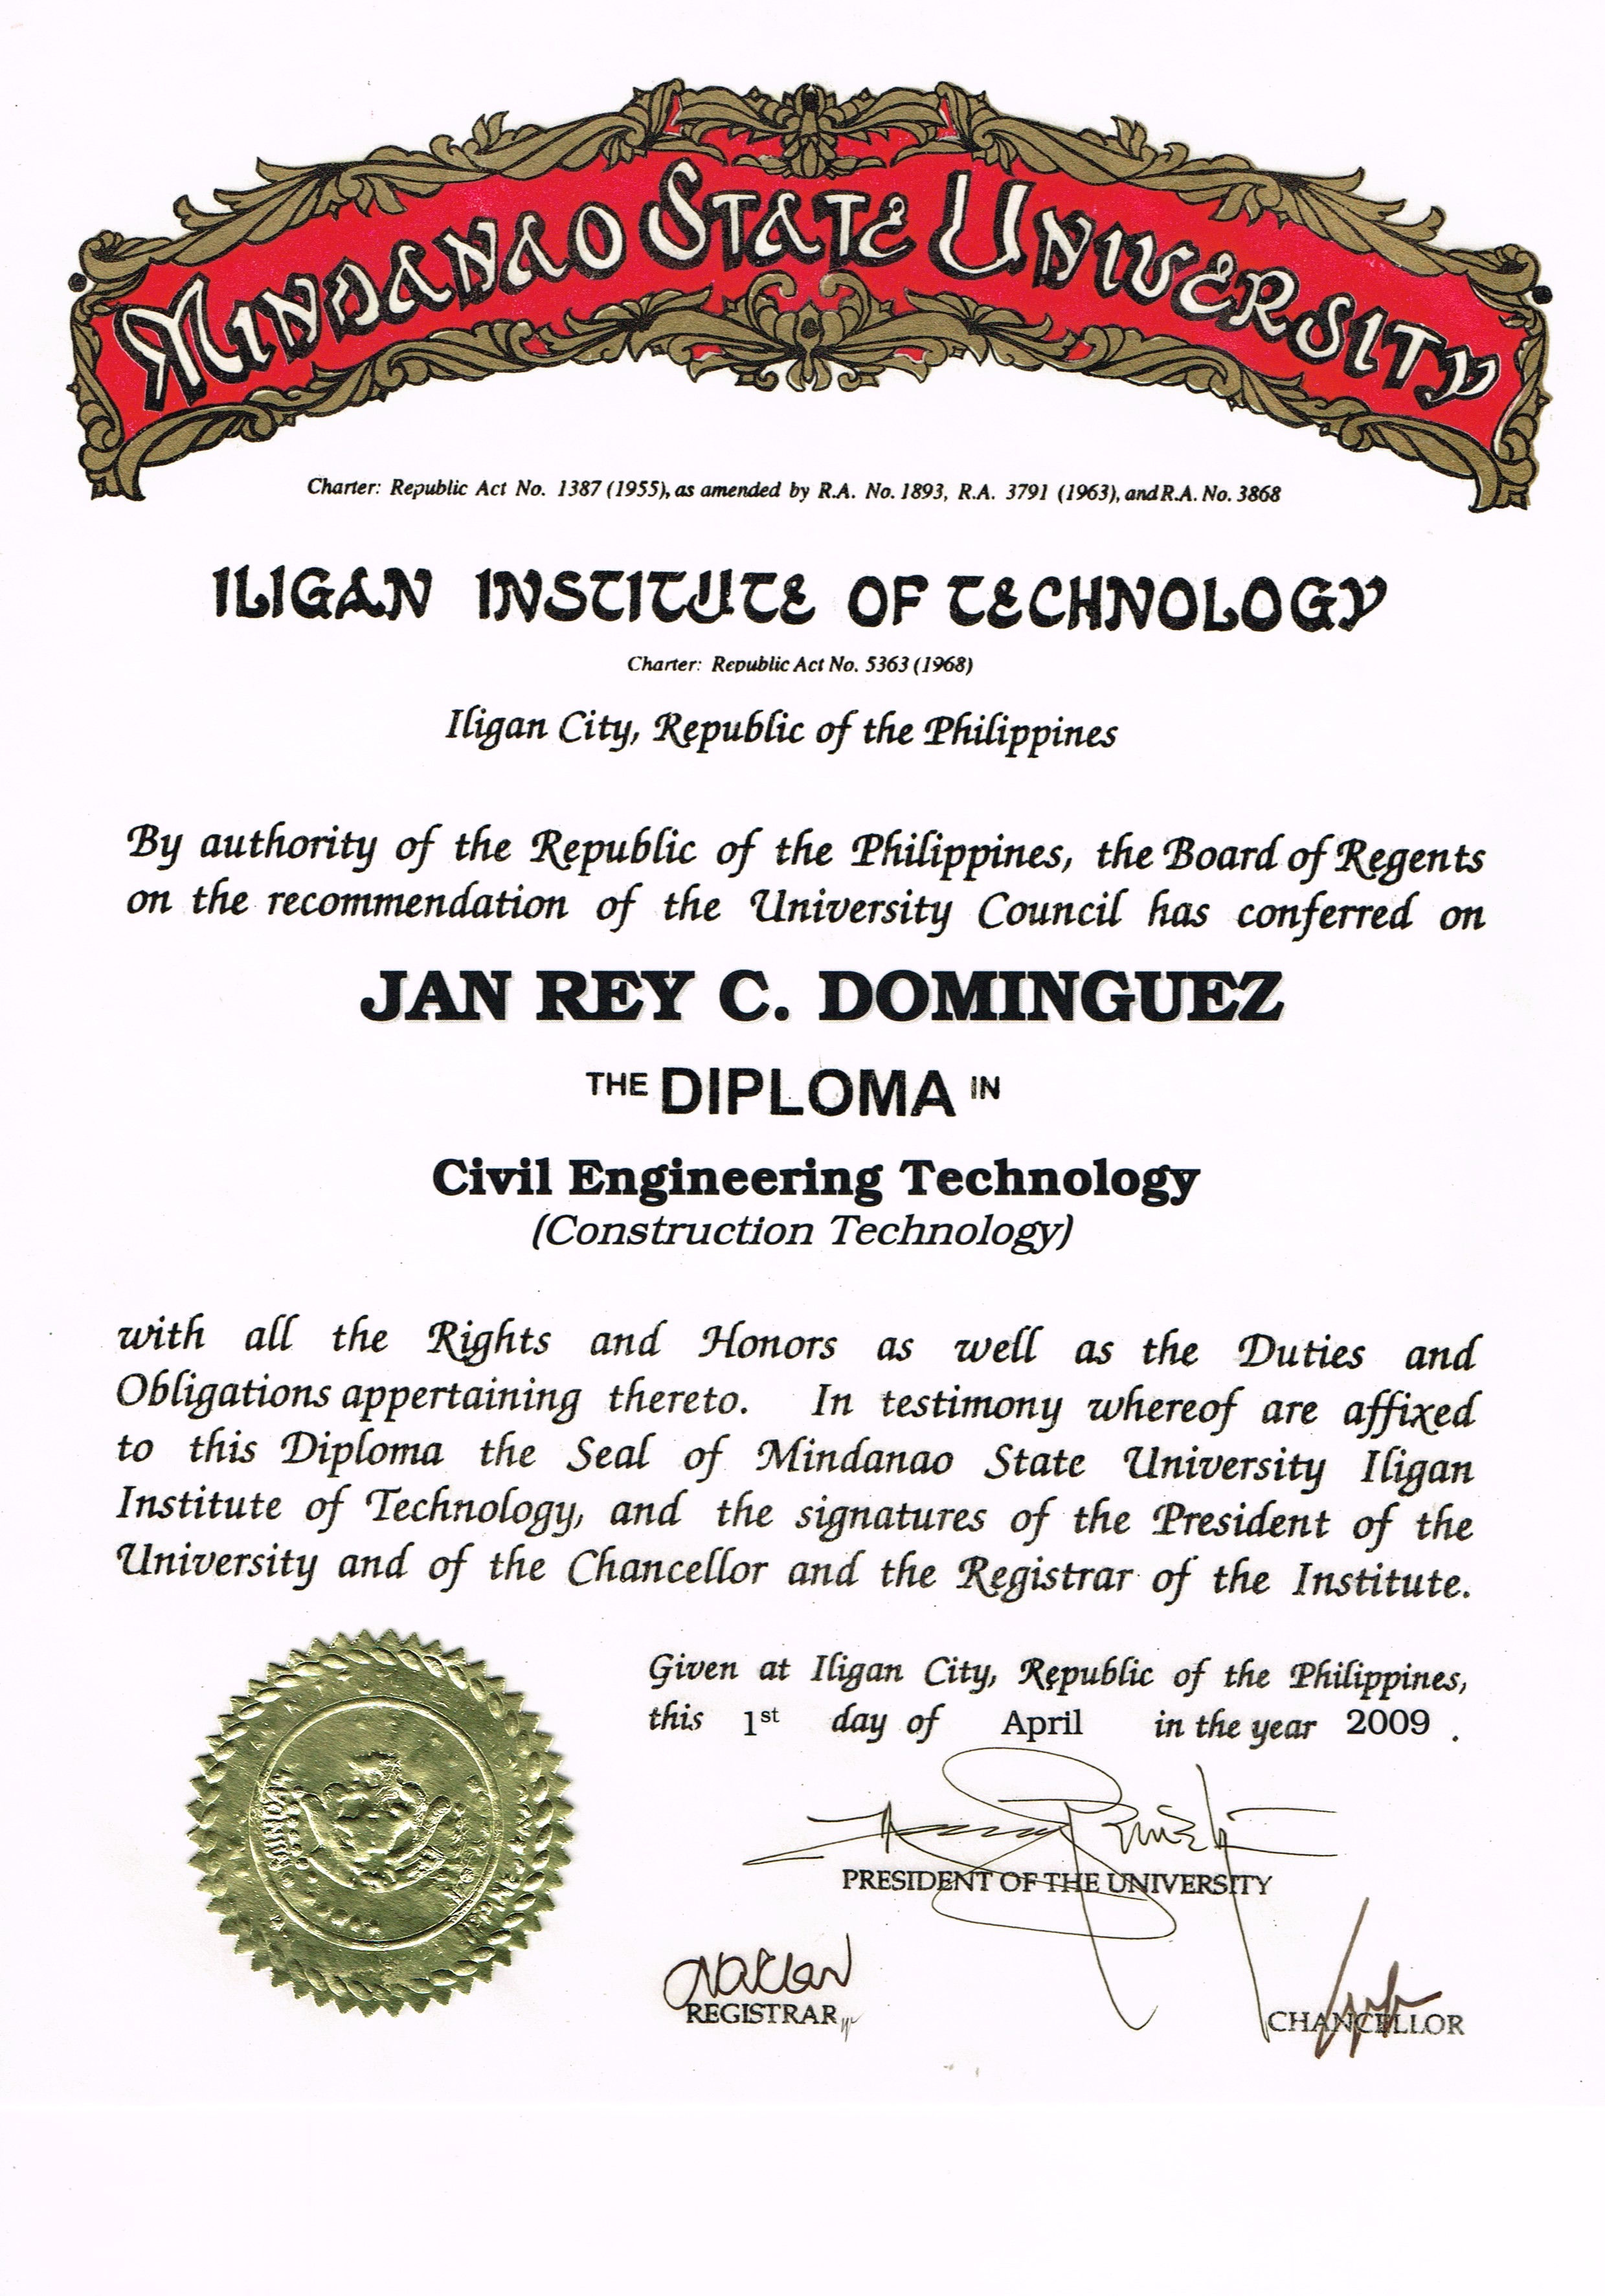 MINDANAO STATE UNIVERSITY
Charter: Republic Act No. 1387 (1955), as amended by R.A. No. 1893, R.A. 3791 (1963), and R.A. No. 3868
ILIGAN INSTITUTE OF TECHNOLOGY
Charter: Republic Act No. 5363 (1968)
Iligan City, Republic of the Philippines
By authority of the Republic of the Philippines, the Board of Regents
on the recommendation of the University Council has conferred on
JAN REY C. DOMINGUEZ
THE DIPLOMA IN
Civil Engineering Technology
(Construction Technology)
with all the Rights and Honors as well as the Duties and
Obligations appertaining thereto. In testimony whereof are affixed
to this Diploma the Seal of Mindanao State University Iligan
Institute of Technology, and the signatures of the President of the
University and of the Chancellor and the Registrar of the Institute.
Given at Iligan City, Republic of the Philippines,
this 1st day of April in the year 2009 .
PRESIDENT OF THE UNIVERSITY
REGISTRAR
CHANCELLOR